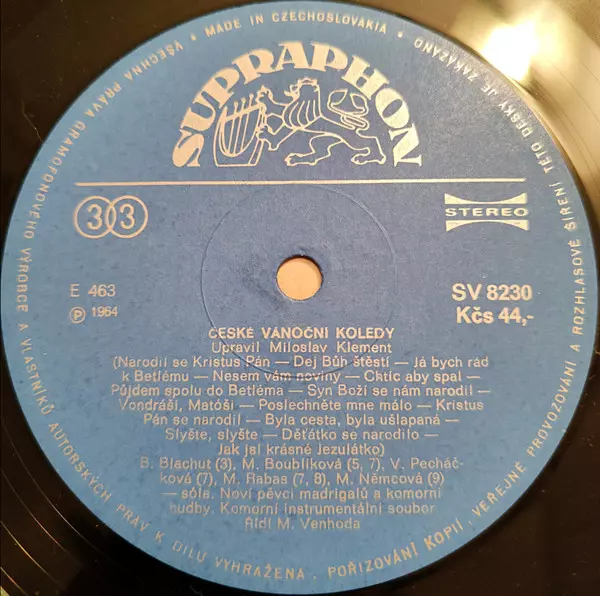 VŠECHNA PRÁVA GRAMOFONOVÉHO VÝROBCE A VLASTNÍKŮ AUTORSKÝCH PRÁV K DÍLU VYHRAŽENA. POŘIZOVÁNÍ KOPIÍ, VEŘEJNÉ PROVOZOVÁNÍ A ROZHLASOVÉ ŠÍŘENÍ TÉTO DESKY JE ZAKÁZÁNO • MADE IN CZECHOSLOVAKIA •
SUPRAPHON
33
STEREO
E 463
SV 8230
Ⓟ 1964
Kčs 44,-
ČESKÉ VÁNOČNÍ KOLEDY
Upravil Miloslav Klement
(Narodil se Kristus Pán — Dej Bůh štěstí — Já bych rád
k Betlému — Nesem vám noviny — Chtíc aby spal —
Půjdem spolu do Betléma — Syn Boží se nám narodil —
Vondráši, Matóši — Poslechněte mne málo — Kristus
Pán se narodil — Byla cesta, byla ušlapaná —
Slyšte, slyšte — Děťátko se narodilo —
Jak jsi krásné Jezulátko)
B. Blachut (3), M. Boublíková (5, 7), V. Pecháč-
ková (7), M. Rabas (7, 8), M. Němcová (9)
— sóla. Noví pěvci madrigalů a komorní
hudby. Komorní instrumentální soubor
Řídí M. Venhoda